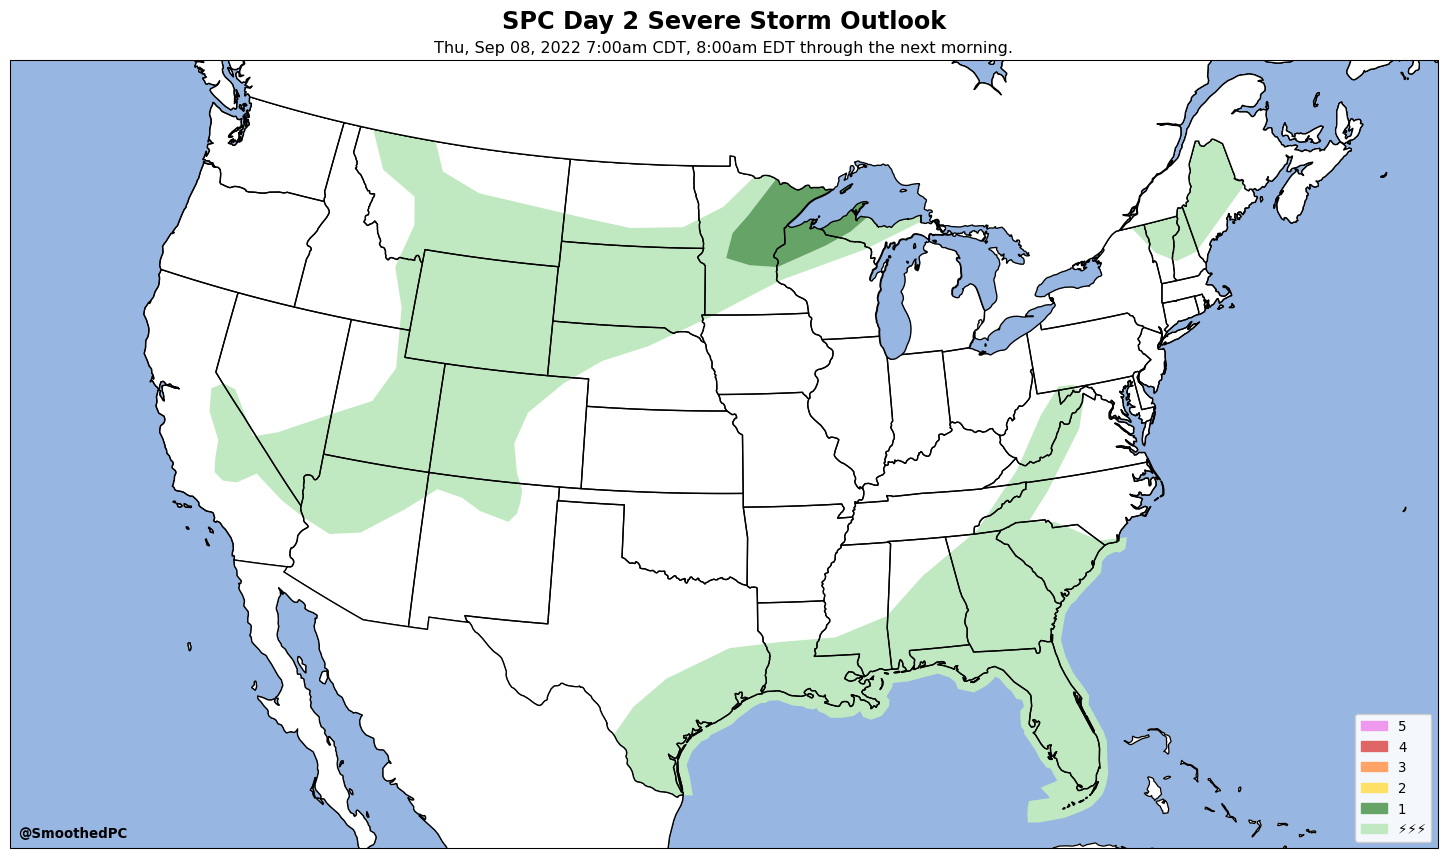 SPC Day 2 Severe Storm Outlook
Thu, Sep 08, 2022 7:00am CDT, 8:00am EDT through the next morning.
5
4
3
2
1
⚡⚡⚡
@SmoothedPC